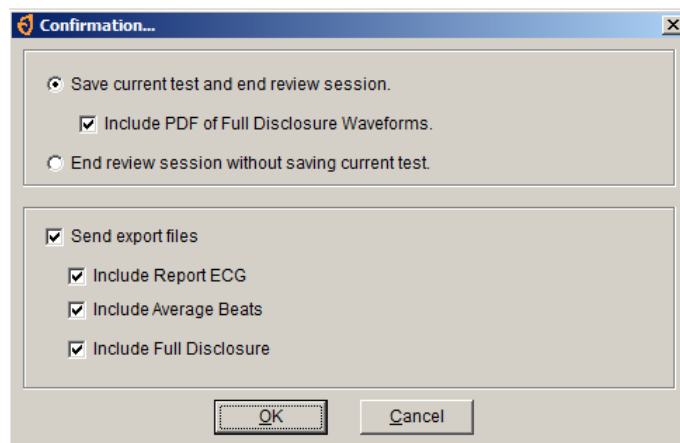 Confirmation...
Save current test and end review session.
Include PDF of Full Disclosure Waveforms.
End review session without saving current test.
Send export files
Include Report ECG
Include Average Beats
Include Full Disclosure
OK
Cancel